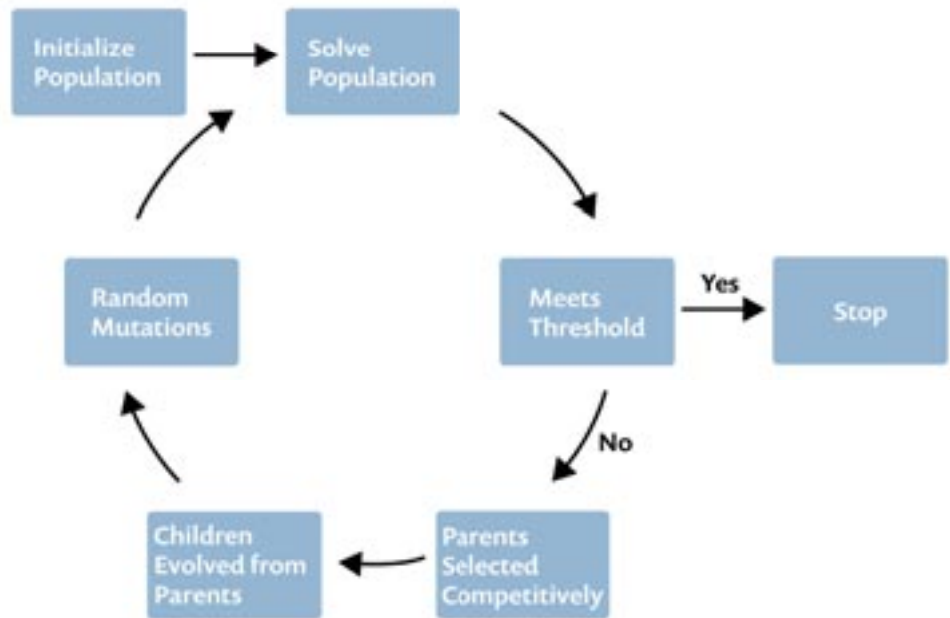 Initialize
Population
Solve
Population
Meets
Threshold
Yes
Stop
No
Parents
Selected
Competitively
Children
Evolved from
Parents
Random
Mutations